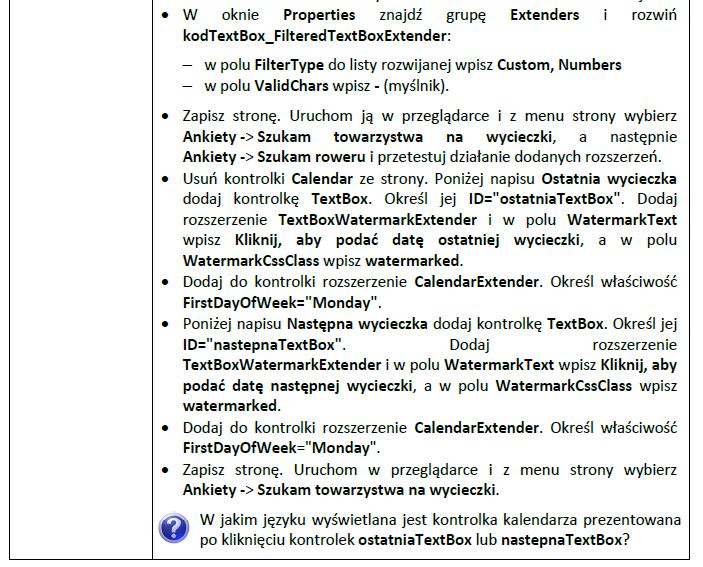 • W oknie Properties znajdź grupę Extenders i rozwiń
kodTextBox_FilteredTextBoxExtender:
– w polu FilterType do listy rozwijanej wpisz Custom, Numbers
– w polu ValidChars wpisz - (myślnik).
• Zapisz stronę. Uruchom ją w przeglądarce i z menu strony wybierz
Ankiety -> Szukam towarzystwa na wycieczki, a następnie
Ankiety -> Szukam roweru i przetestuj działanie dodanych rozszerzeń.
• Usuń kontrolki Calendar ze strony. Poniżej napisu Ostatnia wycieczka
dodaj kontrolkę TextBox. Określ jej ID="ostatniaTextBox". Dodaj
rozszerzenie TextBoxWatermarkExtender i w polu WatermarkText
wpisz Kliknij, aby podać datę ostatniej wycieczki, a w polu
WatermarkCssClass wpisz watermarked.
• Dodaj do kontrolki rozszerzenie CalendarExtender. Określ właściwość
FirstDayOfWeek="Monday".
• Poniżej napisu Następna wycieczka dodaj kontrolkę TextBox. Określ jej
ID="nastepnaTextBox". Dodaj rozszerzenie
TextBoxWatermarkExtender i w polu WatermarkText wpisz Kliknij, aby
podać datę następnej wycieczki, a w polu WatermarkCssClass wpisz
watermarked.
• Dodaj do kontrolki rozszerzenie CalendarExtender. Określ właściwość
FirstDayOfWeek="Monday".
• Zapisz stronę. Uruchom w przeglądarce i z menu strony wybierz
Ankiety -> Szukam towarzystwa na wycieczki.
? W jakim języku wyświetlana jest kontrolka kalendarza prezentowana
po kliknięciu kontrolek ostatniaTextBox lub nastepnaTextBox?